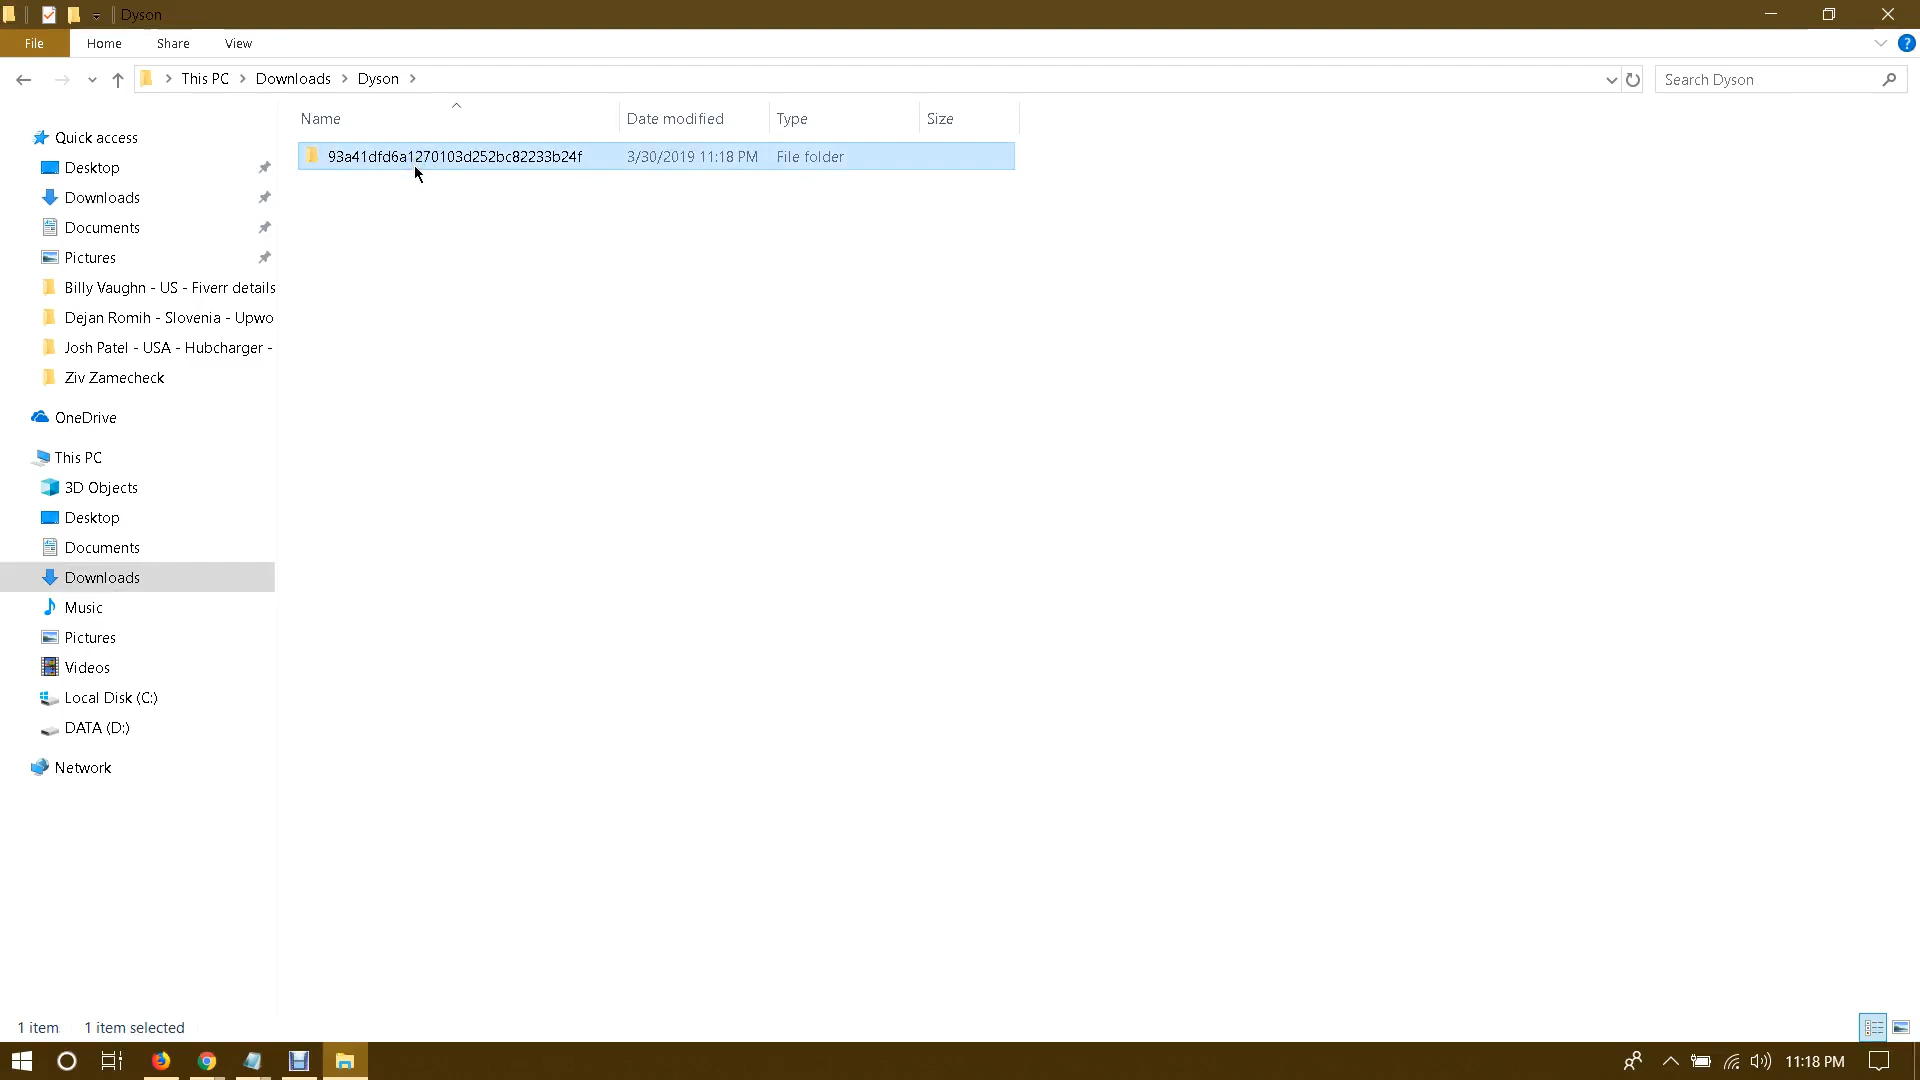 Dyson
File Home Share View
This PC Downloads Dyson
Search Dyson
Name Date modified Type Size
93a41dfd6a1270103d252bc82233b24f 3/30/2019 11:18 PM File folder
Quick access
Desktop
Downloads
Documents
Pictures
Billy Vaughn - US - Fiverr details
Dejan Romih - Slovenia - Upwo
Josh Patel - USA - Hubcharger -
Ziv Zamecheck
OneDrive
This PC
3D Objects
Desktop
Documents
Downloads
Music
Pictures
Videos
Local Disk (C:)
DATA (D:)
Network
1 item 1 item selected
11:18 PM